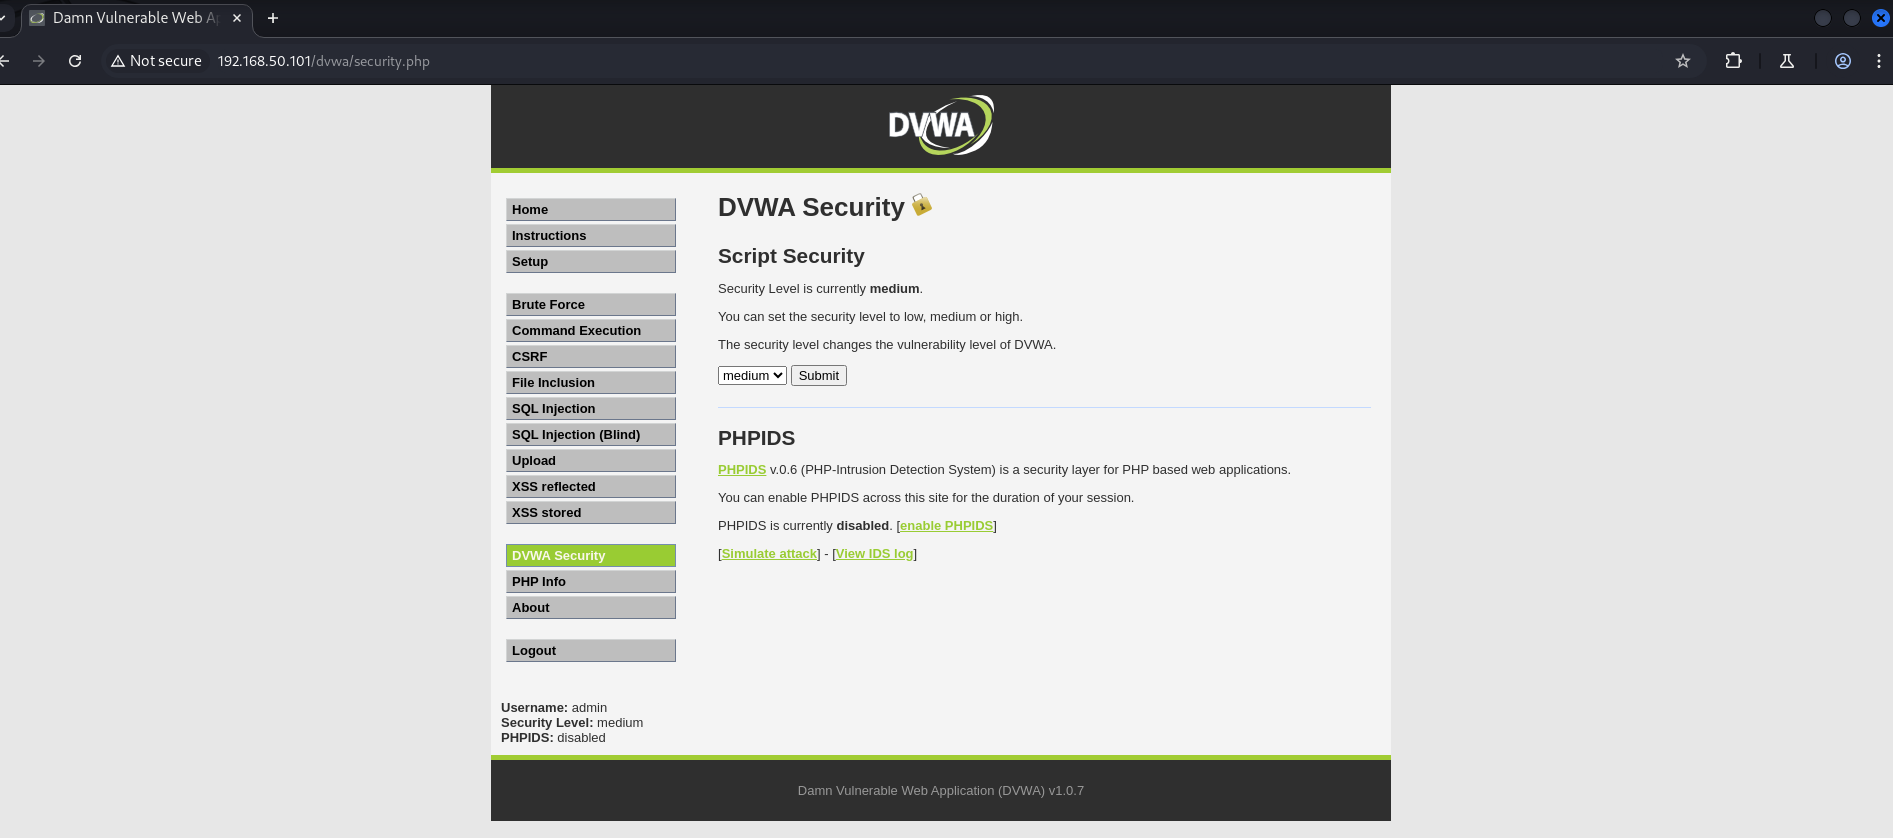 Damn Vulnerable Web Ap
Not secure 192.168.50.101/dvwa/security.php
DVWA
Home
Instructions
Setup
Brute Force
Command Execution
CSRF
File Inclusion
SQL Injection
SQL Injection (Blind)
Upload
XSS reflected
XSS stored
DVWA Security
PHP Info
About
Logout
DVWA Security
Script Security
Security Level is currently medium.
You can set the security level to low, medium or high.
The security level changes the vulnerability level of DVWA.
medium Submit
PHPIDS
PHPIDS v.0.6 (PHP-Intrusion Detection System) is a security layer for PHP based web applications.
You can enable PHPIDS across this site for the duration of your session.
PHPIDS is currently disabled. [enable PHPIDS]
[Simulate attack] - [View IDS log]
Username: admin
Security Level: medium
PHPIDS: disabled
Damn Vulnerable Web Application (DVWA) v1.0.7